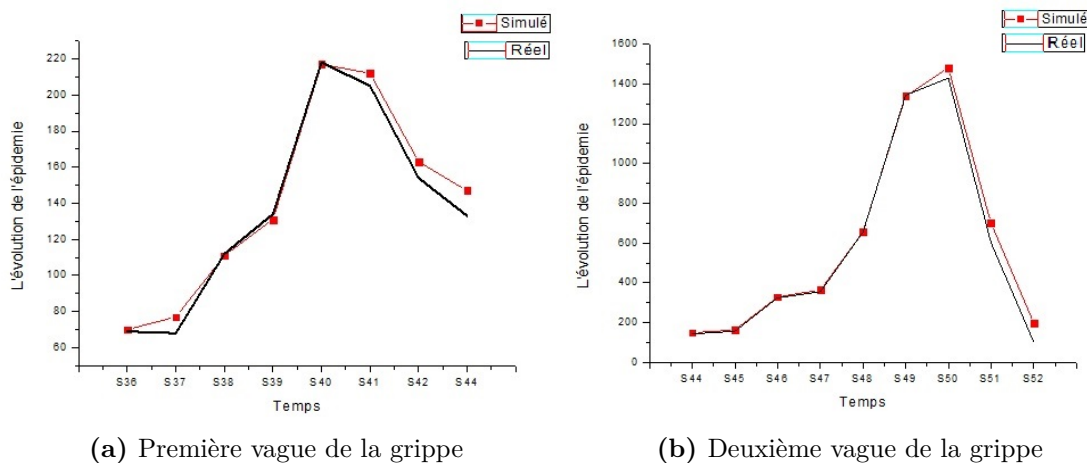 Simulé
Réel
220
200
180
160
140
120
100
80
60
L'évolution de l'épidemie
S36 S37 S38 S39 S40 S41 S42 S44
Temps
(a) Première vague de la grippe
Simulé
Réel
1600
1400
1200
1000
800
600
400
200
0
L'évolution de l'épidemie
S44 S45 S46 S47 S48 S49 S50 S51 S52
Temps
(b) Deuxième vague de la grippe